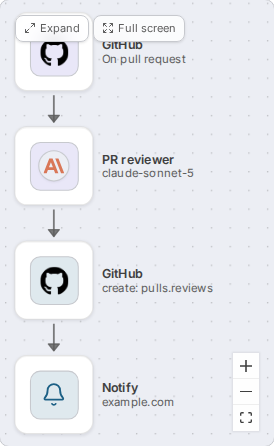 Expand
Full screen
GitHub
On pull request
PR reviewer
claude-sonnet-5
GitHub
create: pulls.reviews
Notify
example.com